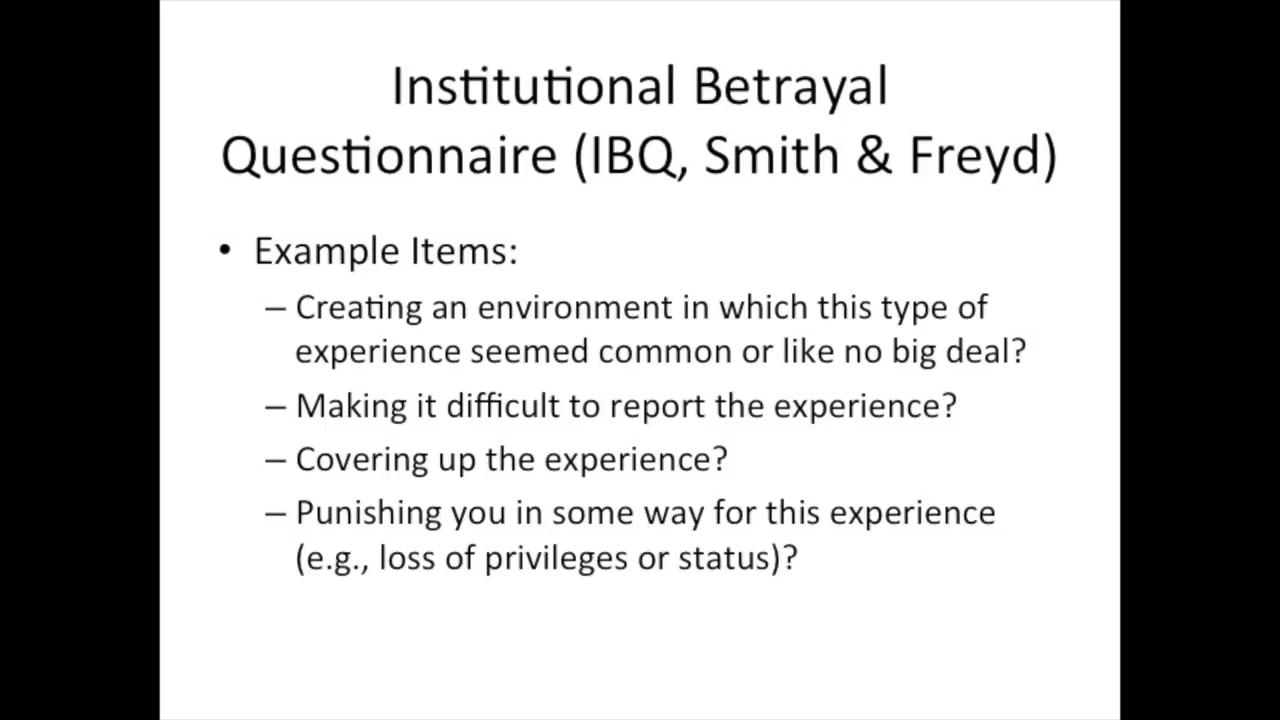 Institutional Betrayal
Questionnaire (IBQ, Smith & Freyd)
• Example Items:
– Creating an environment in which this type of
experience seemed common or like no big deal?
– Making it difficult to report the experience?
– Covering up the experience?
– Punishing you in some way for this experience
(e.g., loss of privileges or status)?